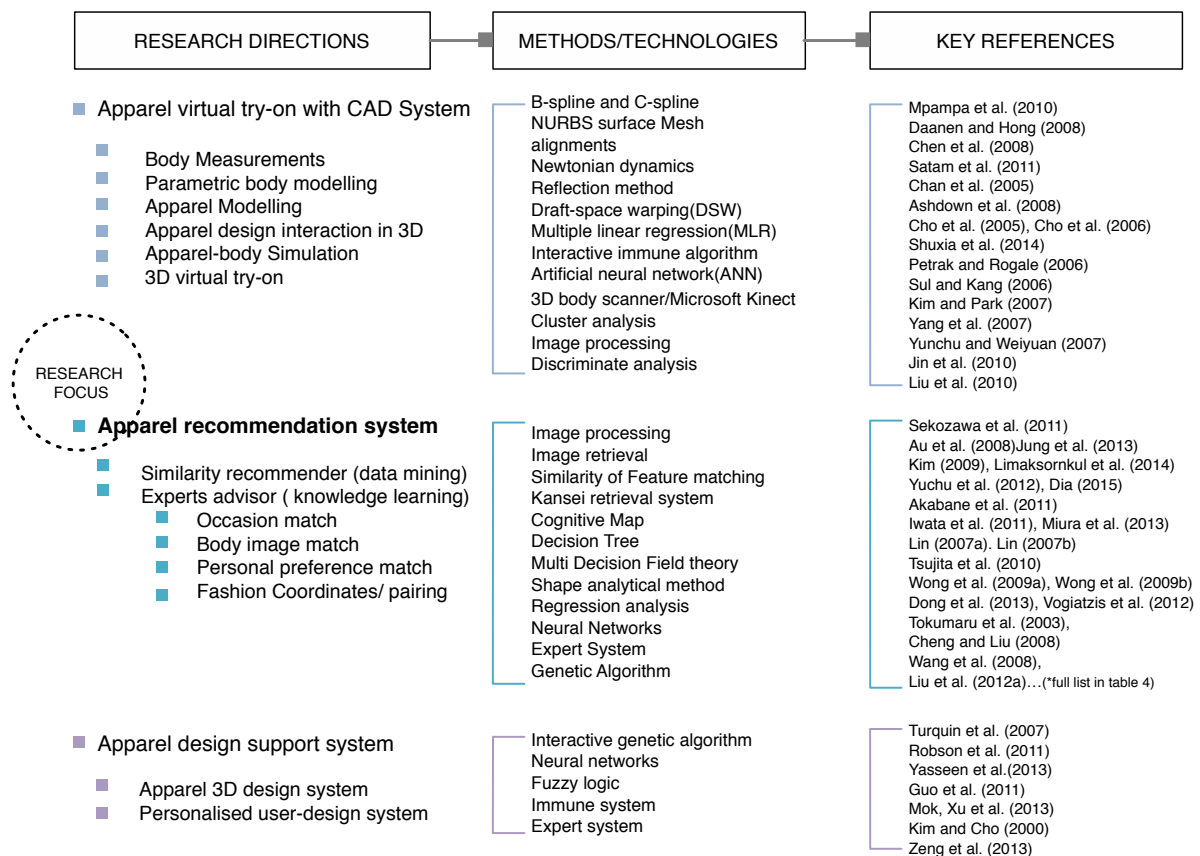 RESEARCH DIRECTIONS
METHODS/TECHNOLOGIES
KEY REFERENCES
Apparel virtual try-on with CAD System
Body Measurements
Parametric body modelling
Apparel Modelling
Apparel design interaction in 3D
Apparel-body Simulation
3D virtual try-on
B-spline and C-spline
NURBS surface Mesh
alignments
Newtonian dynamics
Reflection method
Draft-space warping(DSW)
Multiple linear regression(MLR)
Interactive immune algorithm
Artificial neural network(ANN)
3D body scanner/Microsoft Kinect
Cluster analysis
Image processing
Discriminate analysis
Mpampa et al. (2010)
Daanen and Hong (2008)
Chen et al. (2008)
Satam et al. (2011)
Chan et al. (2005)
Ashdown et al. (2008)
Cho et al. (2005), Cho et al. (2006)
Shuxia et al. (2014)
Petrak and Rogale (2006)
Sul and Kang (2006)
Kim and Park (2007)
Yang et al. (2007)
Yunchu and Weiyuan (2007)
Jin et al. (2010)
Liu et al. (2010)
RESEARCH
FOCUS
Apparel recommendation system
Similarity recommender (data mining)
Experts advisor ( knowledge learning)
Occasion match
Body image match
Personal preference match
Fashion Coordinates/ pairing
Image processing
Image retrieval
Similarity of Feature matching
Kansei retrieval system
Cognitive Map
Decision Tree
Multi Decision Field theory
Shape analytical method
Regression analysis
Neural Networks
Expert System
Genetic Algorithm
Sekozawa et al. (2011)
Au et al. (2008)Jung et al. (2013)
Kim (2009), Limaksornkul et al. (2014)
Yuchu et al. (2012), Dia (2015)
Akabane et al. (2011)
Iwata et al. (2011), Miura et al. (2013)
Lin (2007a). Lin (2007b)
Tsujita et al. (2010)
Wong et al. (2009a), Wong et al. (2009b)
Dong et al. (2013), Vogiatzis et al. (2012)
Tokumaru et al. (2003),
Cheng and Liu (2008)
Wang et al. (2008),
Liu et al. (2012a)…(*full list in table 4)
Apparel design support system
Apparel 3D design system
Personalised user-design system
Interactive genetic algorithm
Neural networks
Fuzzy logic
Immune system
Expert system
Turquin et al. (2007)
Robson et al. (2011)
Yasseen et al.(2013)
Guo et al. (2011)
Mok, Xu et al. (2013)
Kim and Cho (2000)
Zeng et al. (2013)